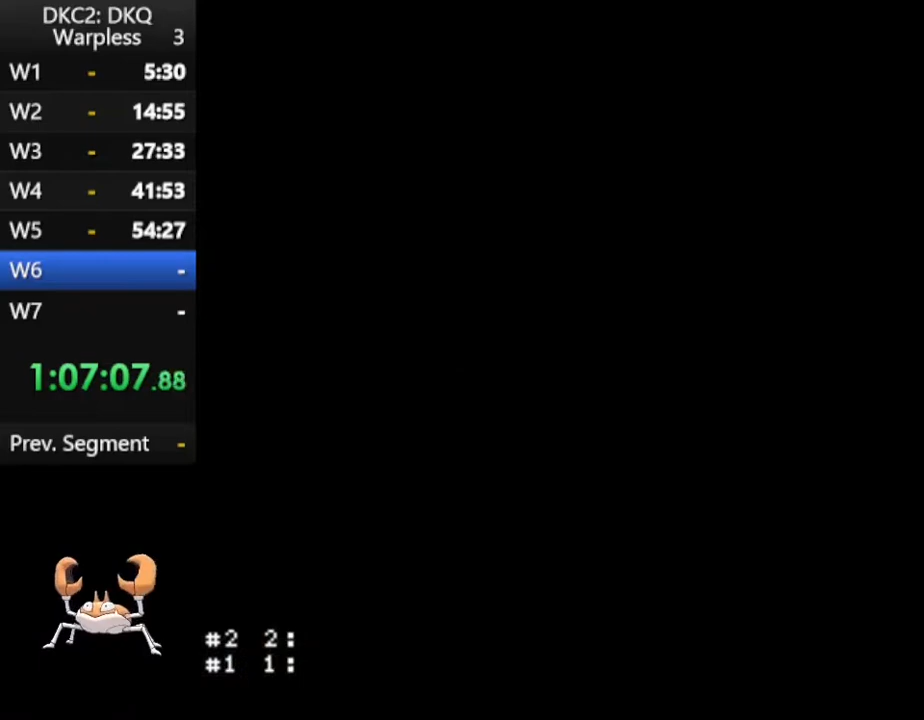 DKC2: DKQ
Warpless 3
W1 - 5:30
W2 - 14:55
W3 - 27:33
W4 - 41:53
W5 - 54:27
W6 -
W7 -
1:07:07.88
Prev. Segment -
#2 2:
#1 1: